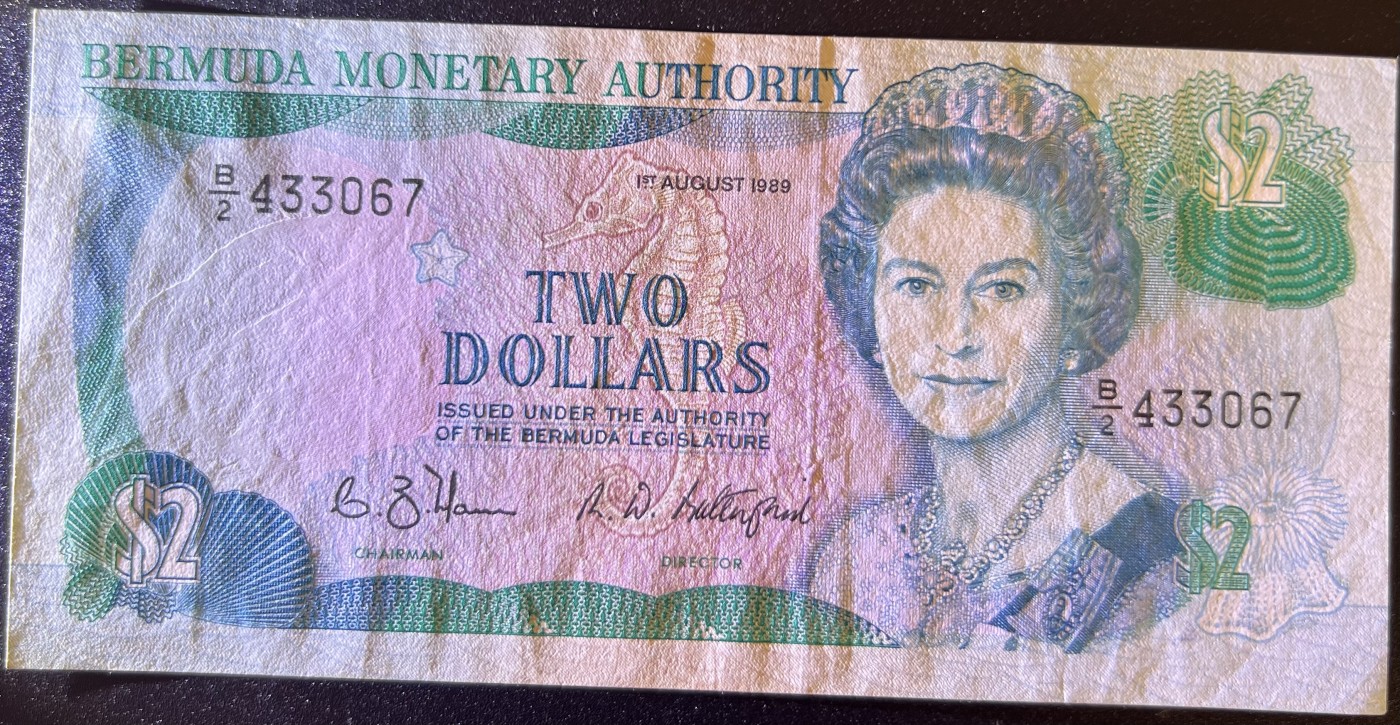 BERMUDA MONETARY AUTHORITY
$2
B/2 433067
1ST AUGUST 1989
TWO
DOLLARS
ISSUED UNDER THE AUTHORITY
OF THE BERMUDA LEGISLATURE
B/2 433067
CHAIRMAN
DIRECTOR
$2
$2